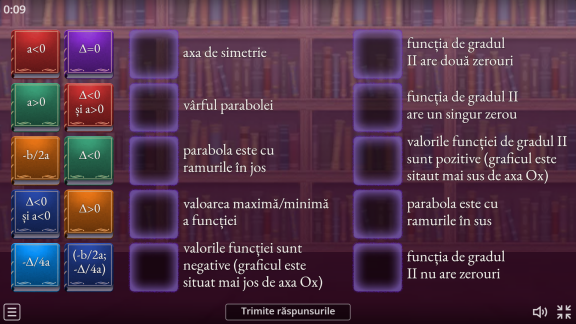 0:09
a<0
Δ=0
a>0
Δ<0
și a>0
-b/2a
Δ<0
Δ<0
și a<0
Δ>0
-Δ/4a
(-b/2a;
-Δ/4a)
axa de simetrie
vârful parabolei
parabola este cu
ramurile în jos
valoarea maximă/minimă
a funcției
valorile funcției sunt
negative (graficul este
situat mai jos de axa Ox)
funcția de gradul
II are două zerouri
funcția de gradul II
are un singur zerou
valorile funcției de gradul II
sunt pozitive (graficul este
sitaut mai sus de axa Ox)
parabola este cu
ramurile în sus
funcția de gradul
II nu are zerouri
Trimite răspunsurile